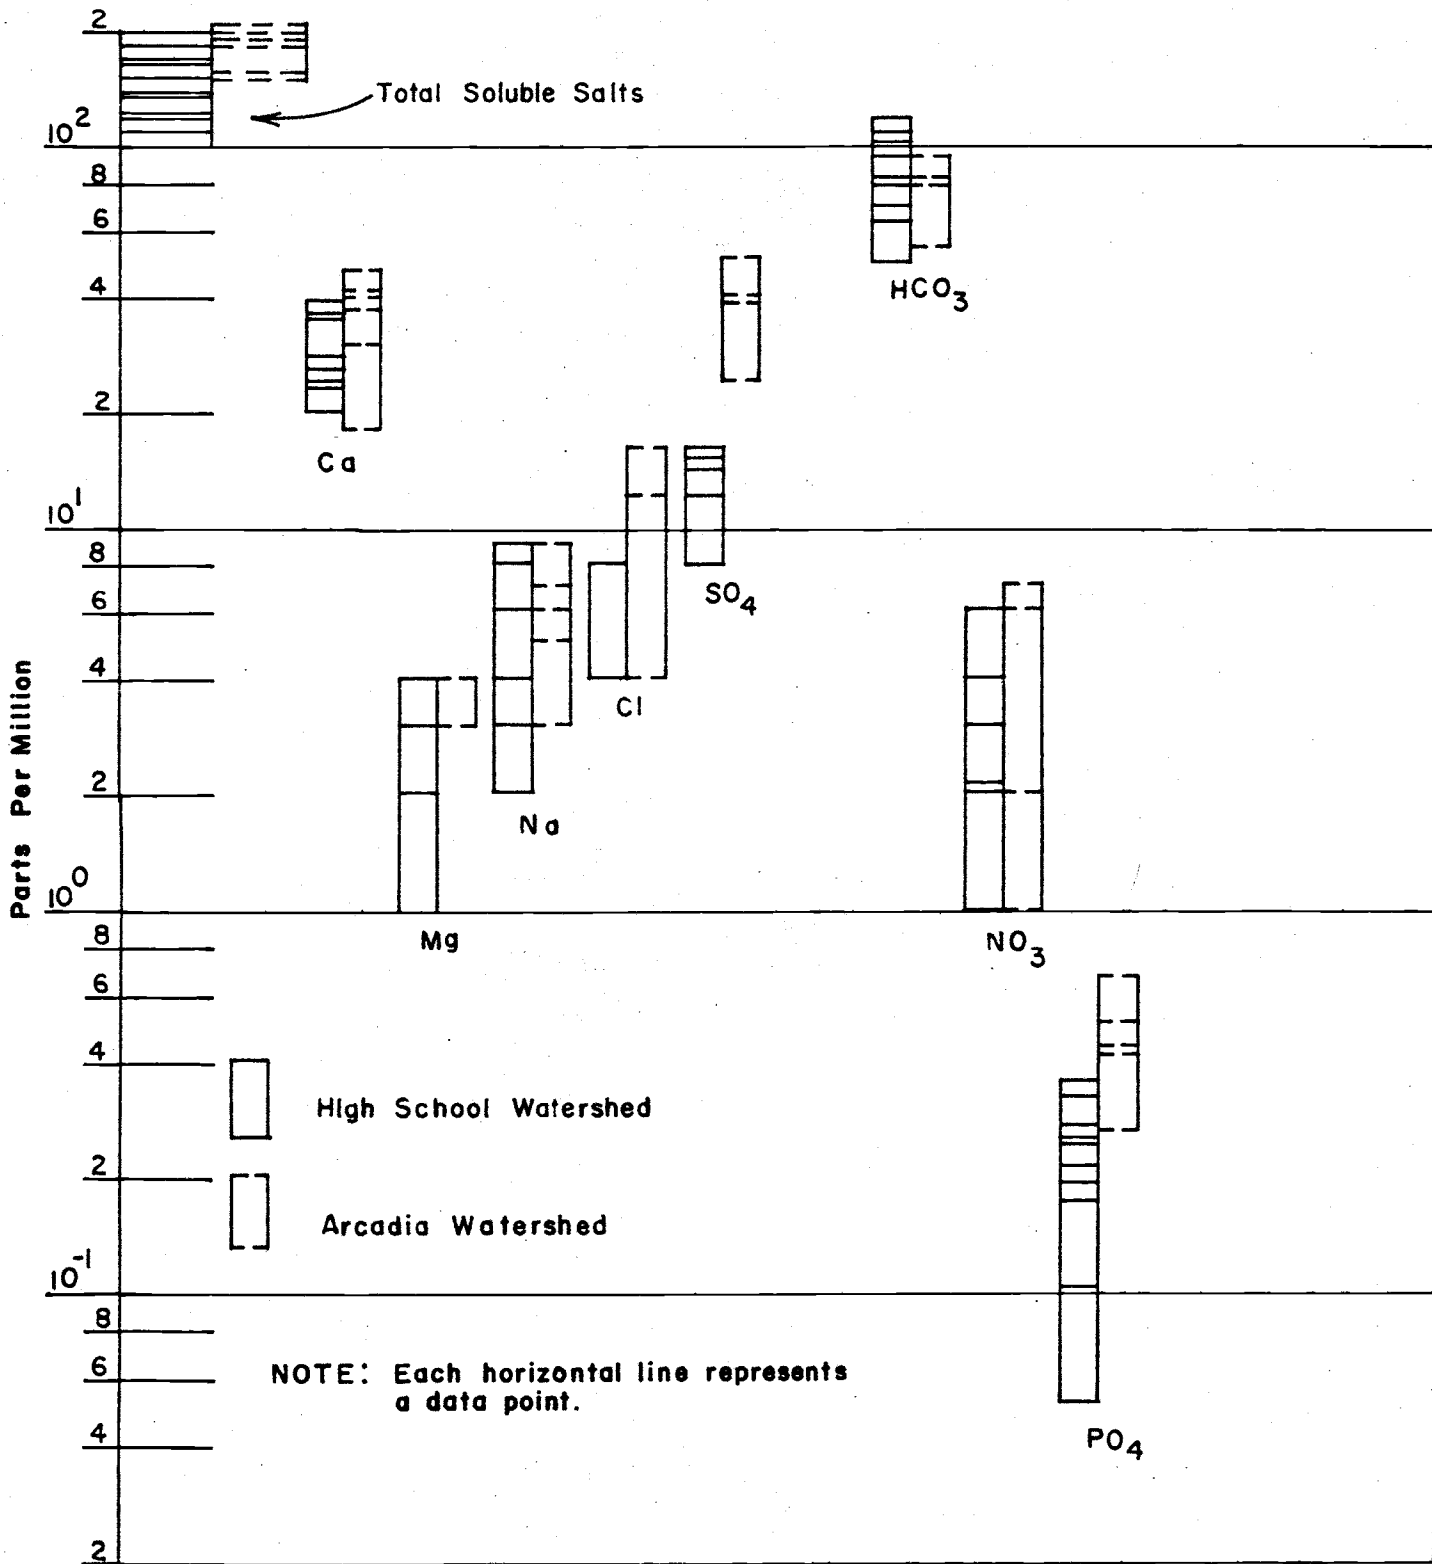 2
Total Soluble Salts
10²
8
6
HCO₃
4
2
Ca
10¹
8
SO₄
6
4
Cl
2
Na
10⁰
Mg
NO₃
8
6
4
High School Watershed
2
Arcadia Watershed
10⁻¹
8
NOTE: Each horizontal line represents
a data point.
6
4
PO₄
2
Parts Per Million